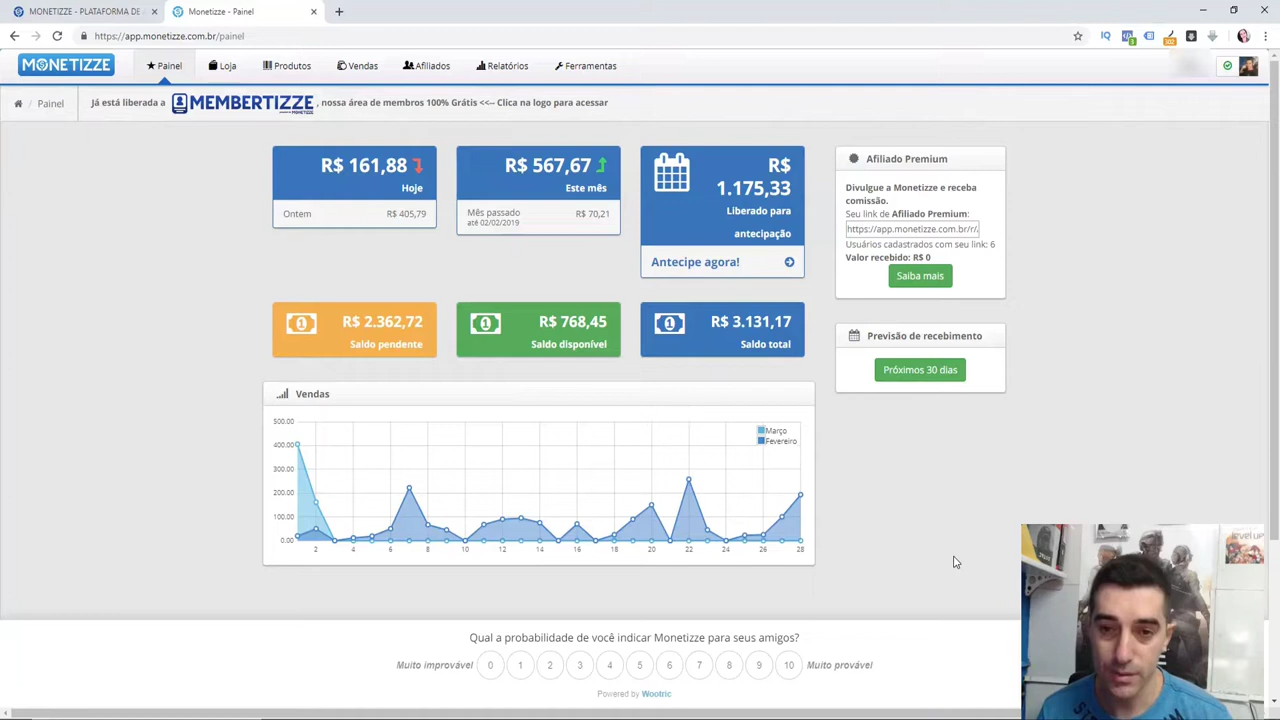 MONETIZZE - PLATAFORMA DE
Monetizze - Painel
https://app.monetizze.com.br/painel
MONETIZZE
Painel
Loja
Produtos
Vendas
Afiliados
Relatórios
Ferramentas
/ Painel
Já está liberada a MEMBERTIZZE, nossa área de membros 100% Grátis <<-- Clica na logo para acessar
R$ 161,88
Hoje
Ontem R$ 405,79
R$ 567,67
Este mês
Mês passado R$ 70,21
até 02/02/2019
R$
1.175,33
Liberado para
antecipação
Antecipe agora!
Afiliado Premium
Divulgue a Monetizze e receba
comissão.
Seu link de Afiliado Premium:
https://app.monetizze.com.br/r/
Usuários cadastrados com seu link: 6
Valor recebido: R$ 0
Saiba mais
R$ 2.362,72
Saldo pendente
R$ 768,45
Saldo disponível
R$ 3.131,17
Saldo total
Previsão de recebimento
Próximos 30 dias
Vendas
500.00
400.00
300.00
200.00
100.00
0.00
Março
Fevereiro
2 4 6 8 10 12 14 16 18 20 22 24 26 28
level up
Qual a probabilidade de você indicar Monetizze para seus amigos?
Muito improvável 0 1 2 3 4 5 6 7 8 9 10 Muito provável
Powered by Wootric